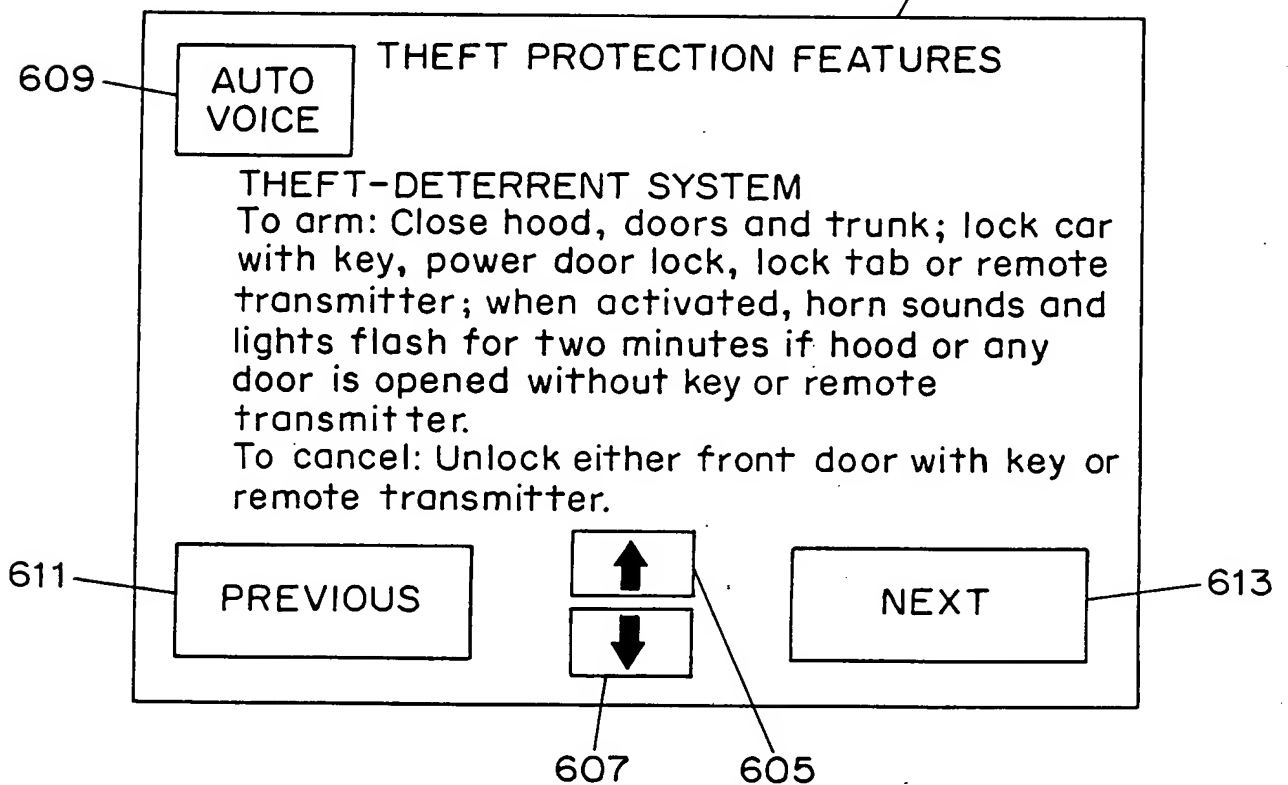 THEFT PROTECTION FEATURES
609
AUTO
VOICE
THEFT-DETERRENT SYSTEM
To arm: Close hood, doors and trunk; lock car
with key, power door lock, lock tab or remote
transmitter; when activated, horn sounds and
lights flash for two minutes if hood or any
door is opened without key or remote
transmitter.
To cancel: Unlock either front door with key or
remote transmitter.
611
PREVIOUS
NEXT
613
607
605